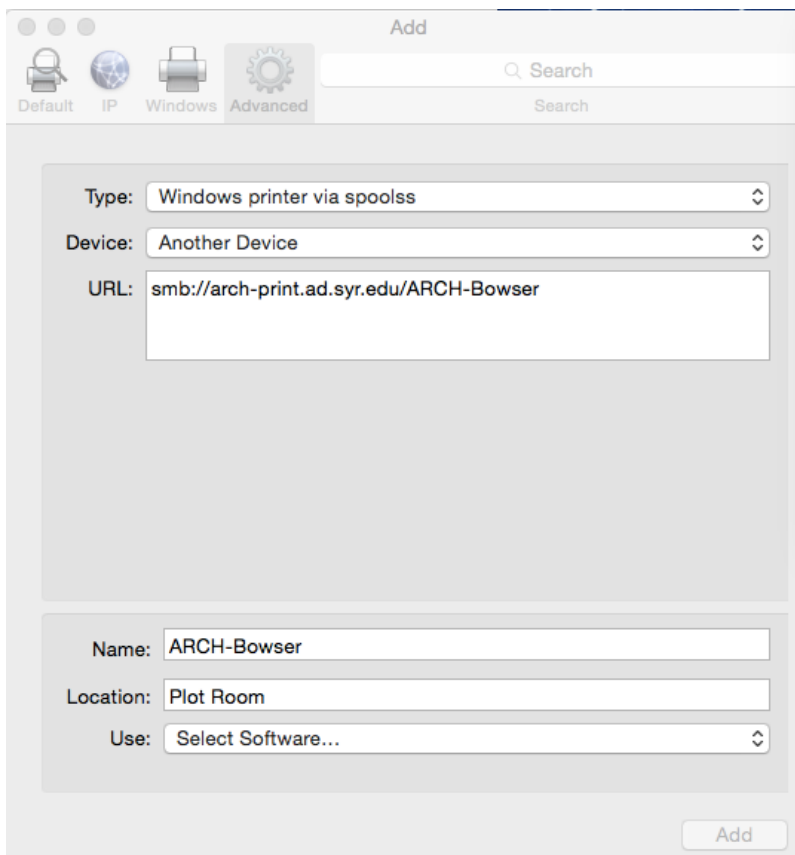 Add
Search
Default IP Windows Advanced Search
Type: Windows printer via spoolss
Device: Another Device
URL: smb://arch-print.ad.syr.edu/ARCH-Bowser
Name: ARCH-Bowser
Location: Plot Room
Use: Select Software...
Add